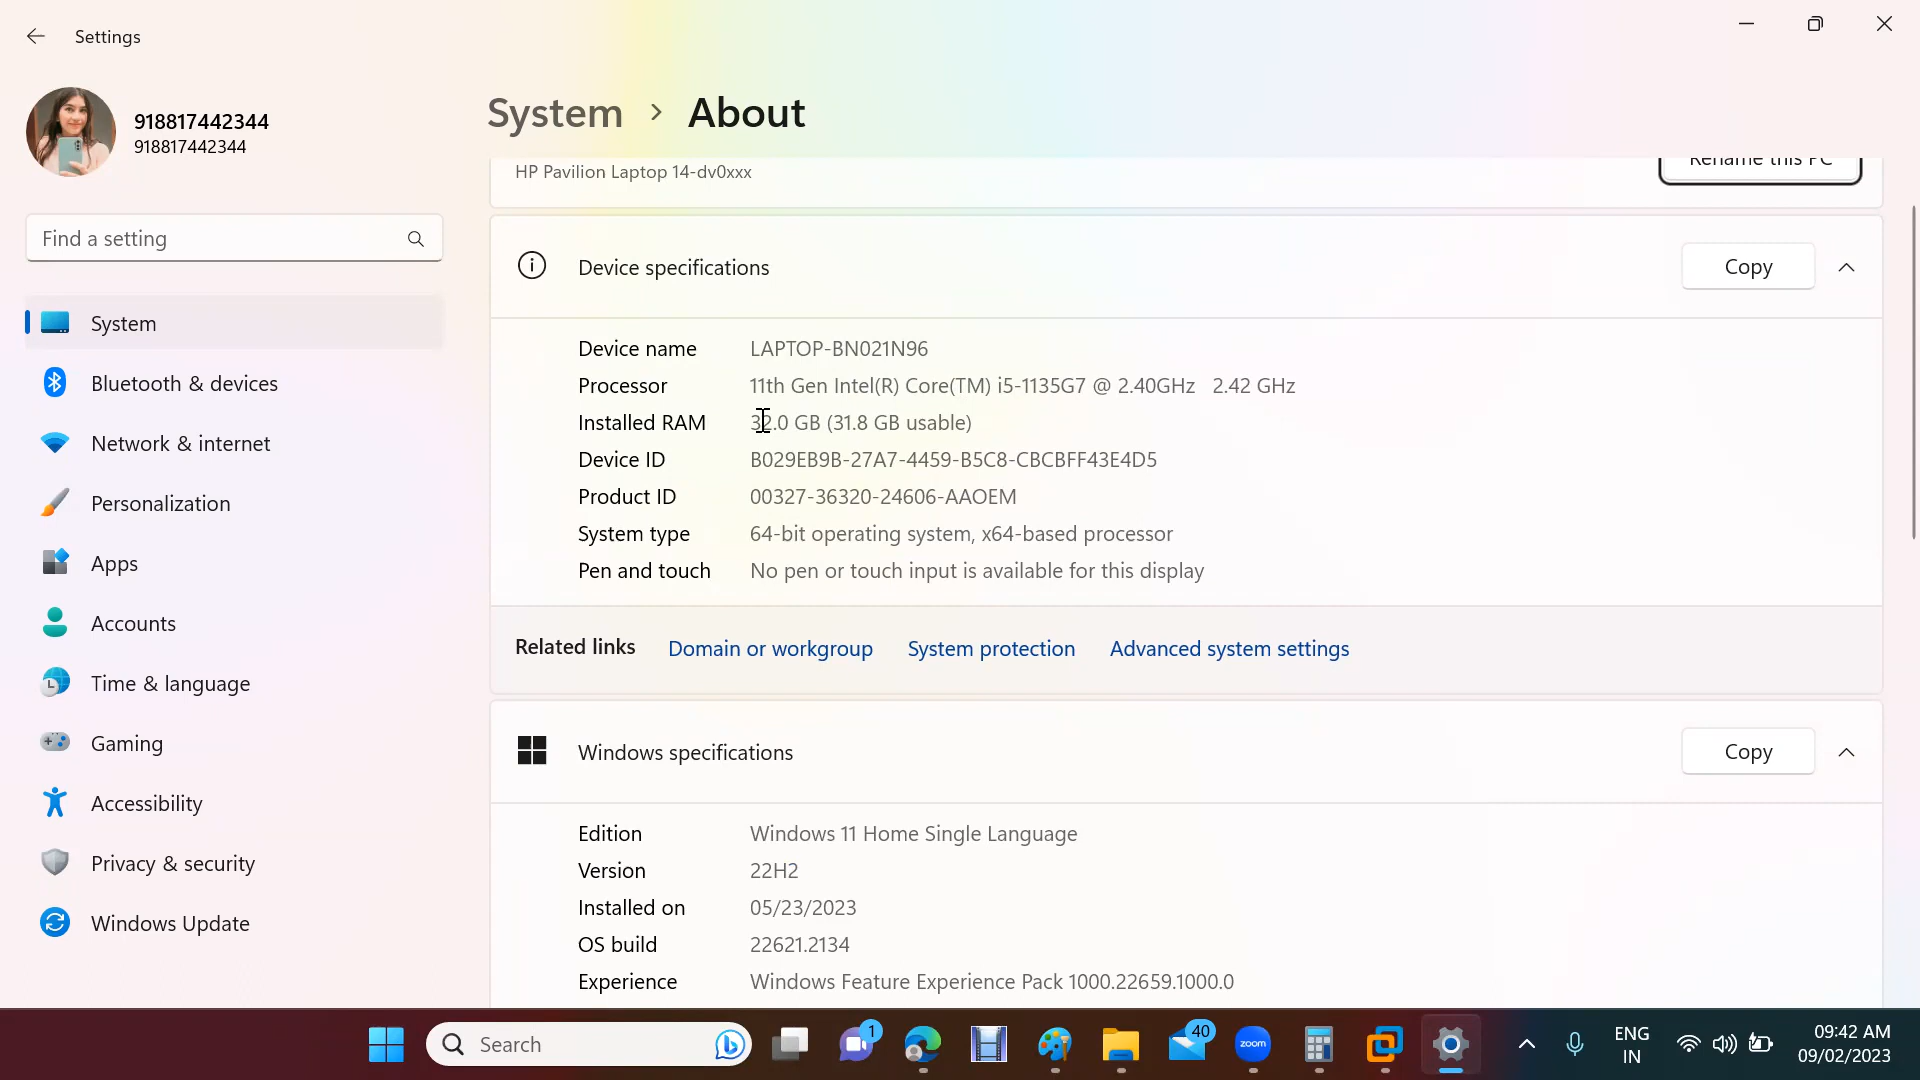 Settings
918817442344
918817442344
Find a setting
System
Bluetooth & devices
Network & internet
Personalization
Apps
Accounts
Time & language
Gaming
Accessibility
Privacy & security
Windows Update
System > About
HP Pavilion Laptop 14-dv0xxx
Rename this PC
Device specifications
Copy
Device name LAPTOP-BN021N96
Processor 11th Gen Intel(R) Core(TM) i5-1135G7 @ 2.40GHz 2.42 GHz
Installed RAM 32.0 GB (31.8 GB usable)
Device ID B029EB9B-27A7-4459-B5C8-CBCBFF43E4D5
Product ID 00327-36320-24606-AAOEM
System type 64-bit operating system, x64-based processor
Pen and touch No pen or touch input is available for this display
Related links Domain or workgroup System protection Advanced system settings
Windows specifications
Copy
Edition Windows 11 Home Single Language
Version 22H2
Installed on 05/23/2023
OS build 22621.2134
Experience Windows Feature Experience Pack 1000.22659.1000.0
Search
1
40
zoom
ENG
IN
09:42 AM
09/02/2023